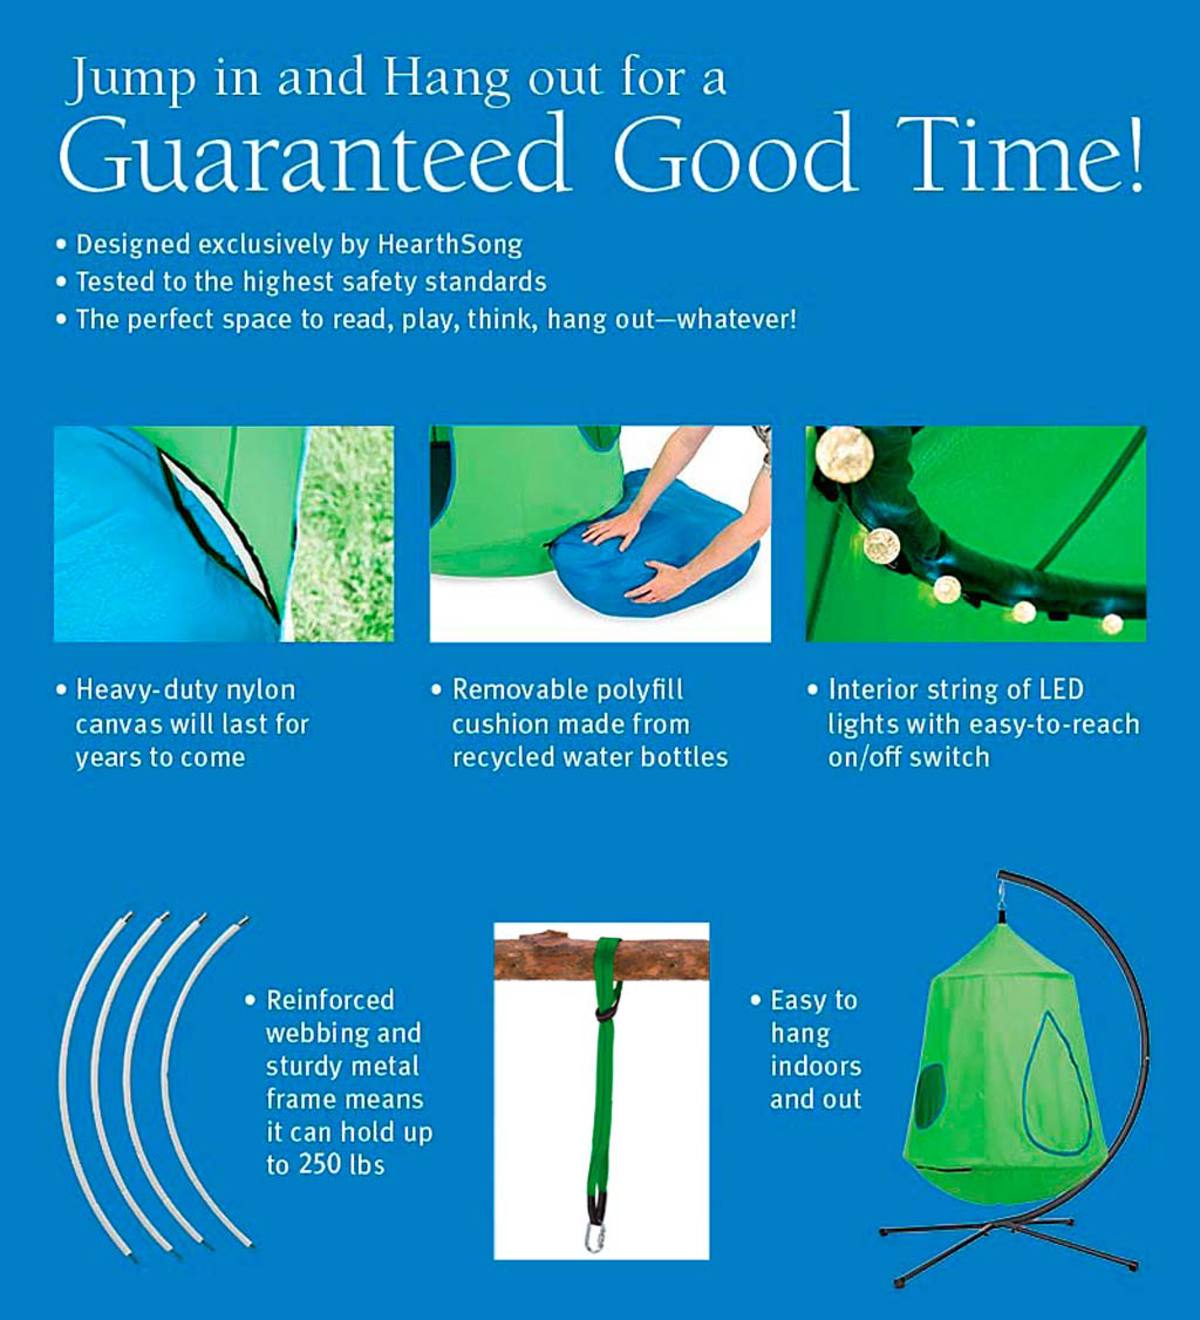 Jump in and Hang out for a
Guaranteed Good Time!
• Designed exclusively by HearthSong
• Tested to the highest safety standards
• The perfect space to read, play, think, hang out—whatever!
• Heavy-duty nylon
canvas will last for
years to come
• Removable polyfill
cushion made from
recycled water bottles
• Interior string of LED
lights with easy-to-reach
on/off switch
• Reinforced
webbing and
sturdy metal
frame means
it can hold up
to 250 lbs
• Easy to
hang
indoors
and out